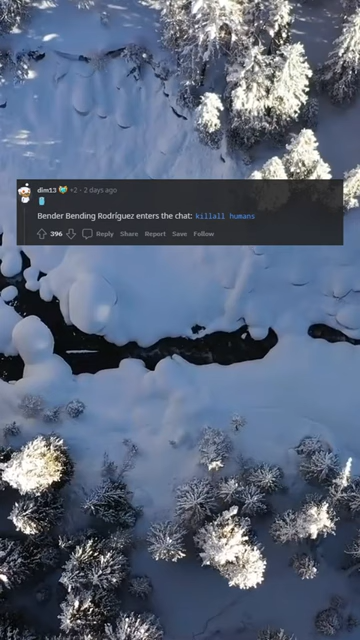 dim13 +2 · 2 days ago
Bender Bending Rodríguez enters the chat: killall humans
396 Reply Share Report Save Follow